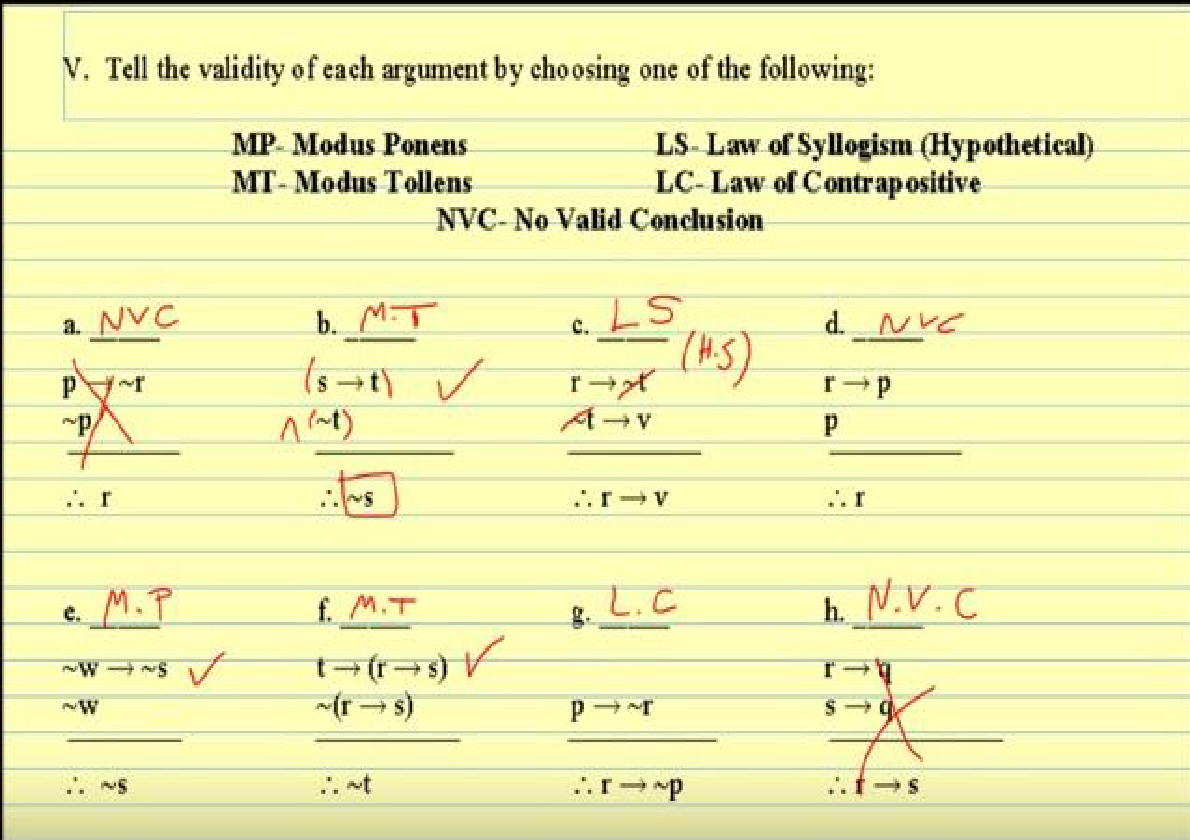 V. Tell the validity of each argument by choosing one of the following:
MP- Modus Ponens LS- Law of Syllogism (Hypothetical)
MT- Modus Tollens LC- Law of Contrapositive
NVC- No Valid Conclusion
a. NVC b. M.T c. LS d. NVC
(H.S)
p → ~r (s → t) ✓ r → ~t r → p
~p ∧ (~t) ~t → v p
∴ r ∴ ~s ∴ r → v ∴ r
e. M.P f. M.T g. L.C h. N.V.C
~w → ~s ✓ t → (r → s) ✓ r → q
~w ~(r → s) p → ~r s → q
∴ ~s ∴ ~t ∴ r → ~p ∴ r → s